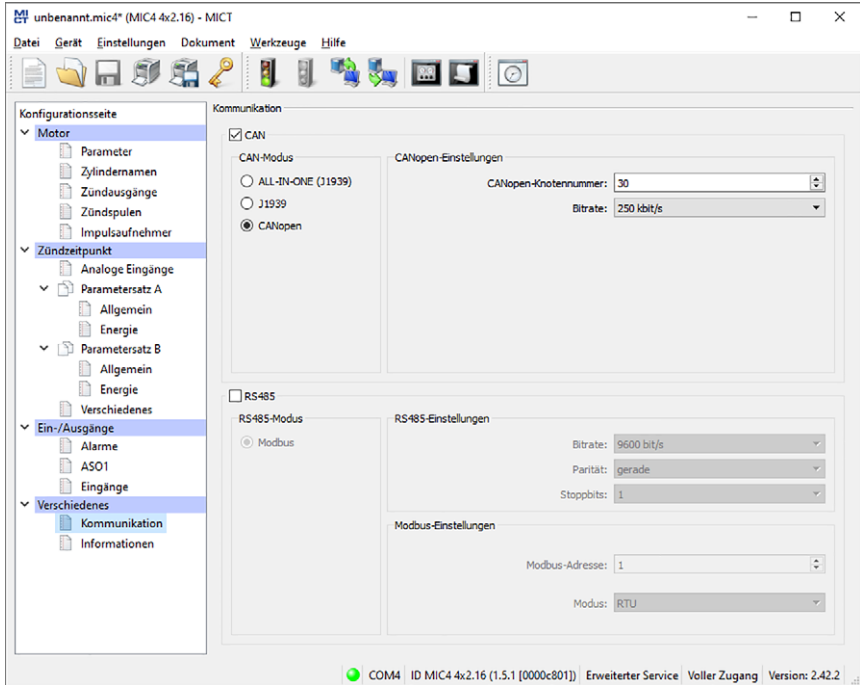 MICT unbenannt.mic4* (MIC4 4x2.16) - MICT
Datei Gerät Einstellungen Dokument Werkzeuge Hilfe
Konfigurationsseite
Motor
Parameter
Zylindernamen
Zündausgänge
Zündspulen
Impulsaufnehmer
Zündzeitpunkt
Analoge Eingänge
Parametersatz A
Allgemein
Energie
Parametersatz B
Allgemein
Energie
Verschiedenes
Ein-/Ausgänge
Alarme
ASO1
Eingänge
Verschiedenes
Kommunikation
Informationen
Kommunikation
CAN
CAN-Modus
ALL-IN-ONE (J1939)
J1939
CANopen
CANopen-Einstellungen
CANopen-Knotennummer: 30
Bitrate: 250 kbit/s
RS485
RS485-Modus
Modbus
RS485-Einstellungen
Bitrate: 9600 bit/s
Parität: gerade
Stoppbits: 1
Modbus-Einstellungen
Modbus-Adresse: 1
Modus: RTU
COM4 ID MIC4 4x2.16 (1.5.1 [0000c801]) Erweiterter Service Voller Zugang Version: 2.42.2